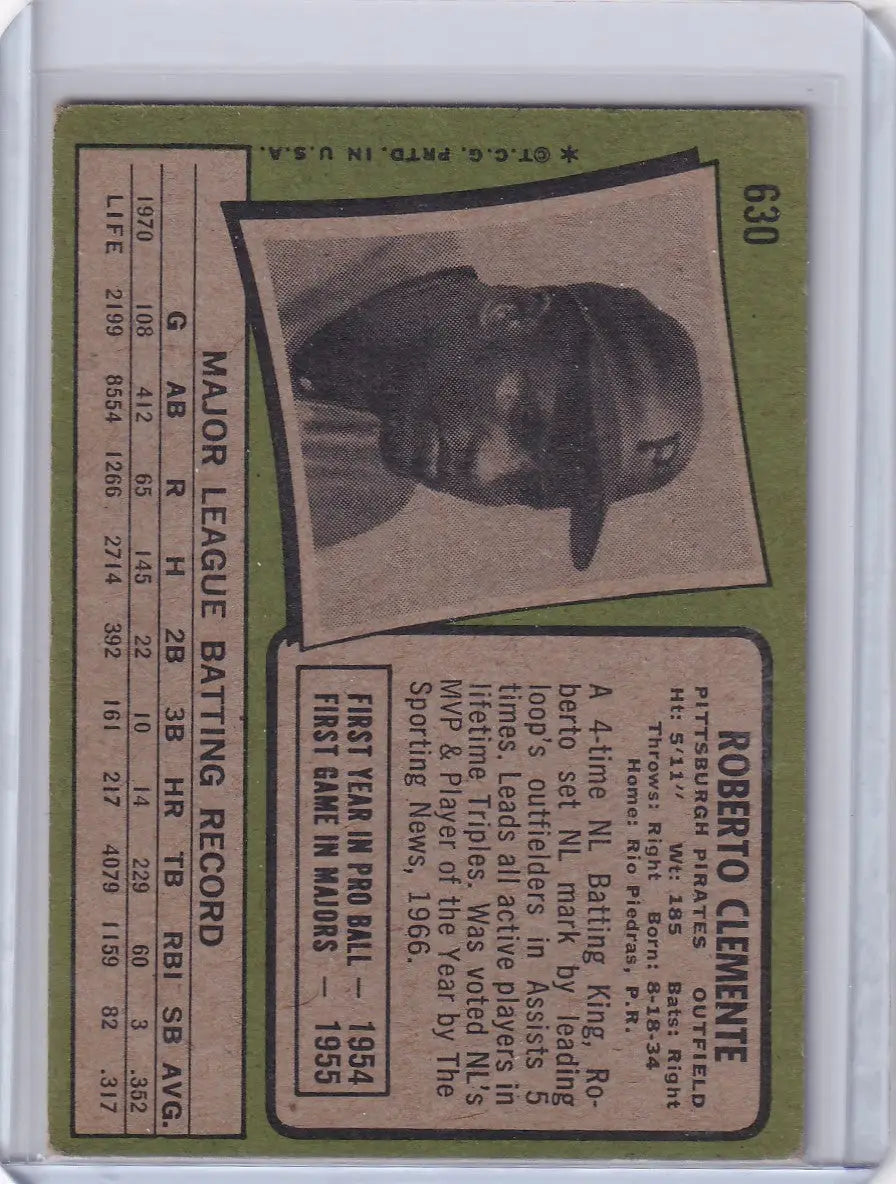 630
*©T.C.G. PRTD. IN U.S.A.
P
ROBERTO CLEMENTE
PITTSBURGH PIRATES OUTFIELD
Ht: 5'11" Wt: 185 Bats: Right
Throws: Right Born: 8-18-34
Home: Rio Piedras, P.R.
A 4-time NL Batting King, Ro-
berto set NL mark by leading
loop's outfielders in Assists 5
times. Leads all active players in
lifetime Triples. Was voted NL's
MVP & Player of the Year by The
Sporting News, 1966.
FIRST YEAR IN PRO BALL — 1954
FIRST GAME IN MAJORS — 1955
MAJOR LEAGUE BATTING RECORD
G AB R H 2B 3B HR TB RBI SB AVG.
1970 108 412 65 145 22 10 14 229 60 3 .352
LIFE 2199 8554 1266 2714 392 161 217 4079 1159 82 .317